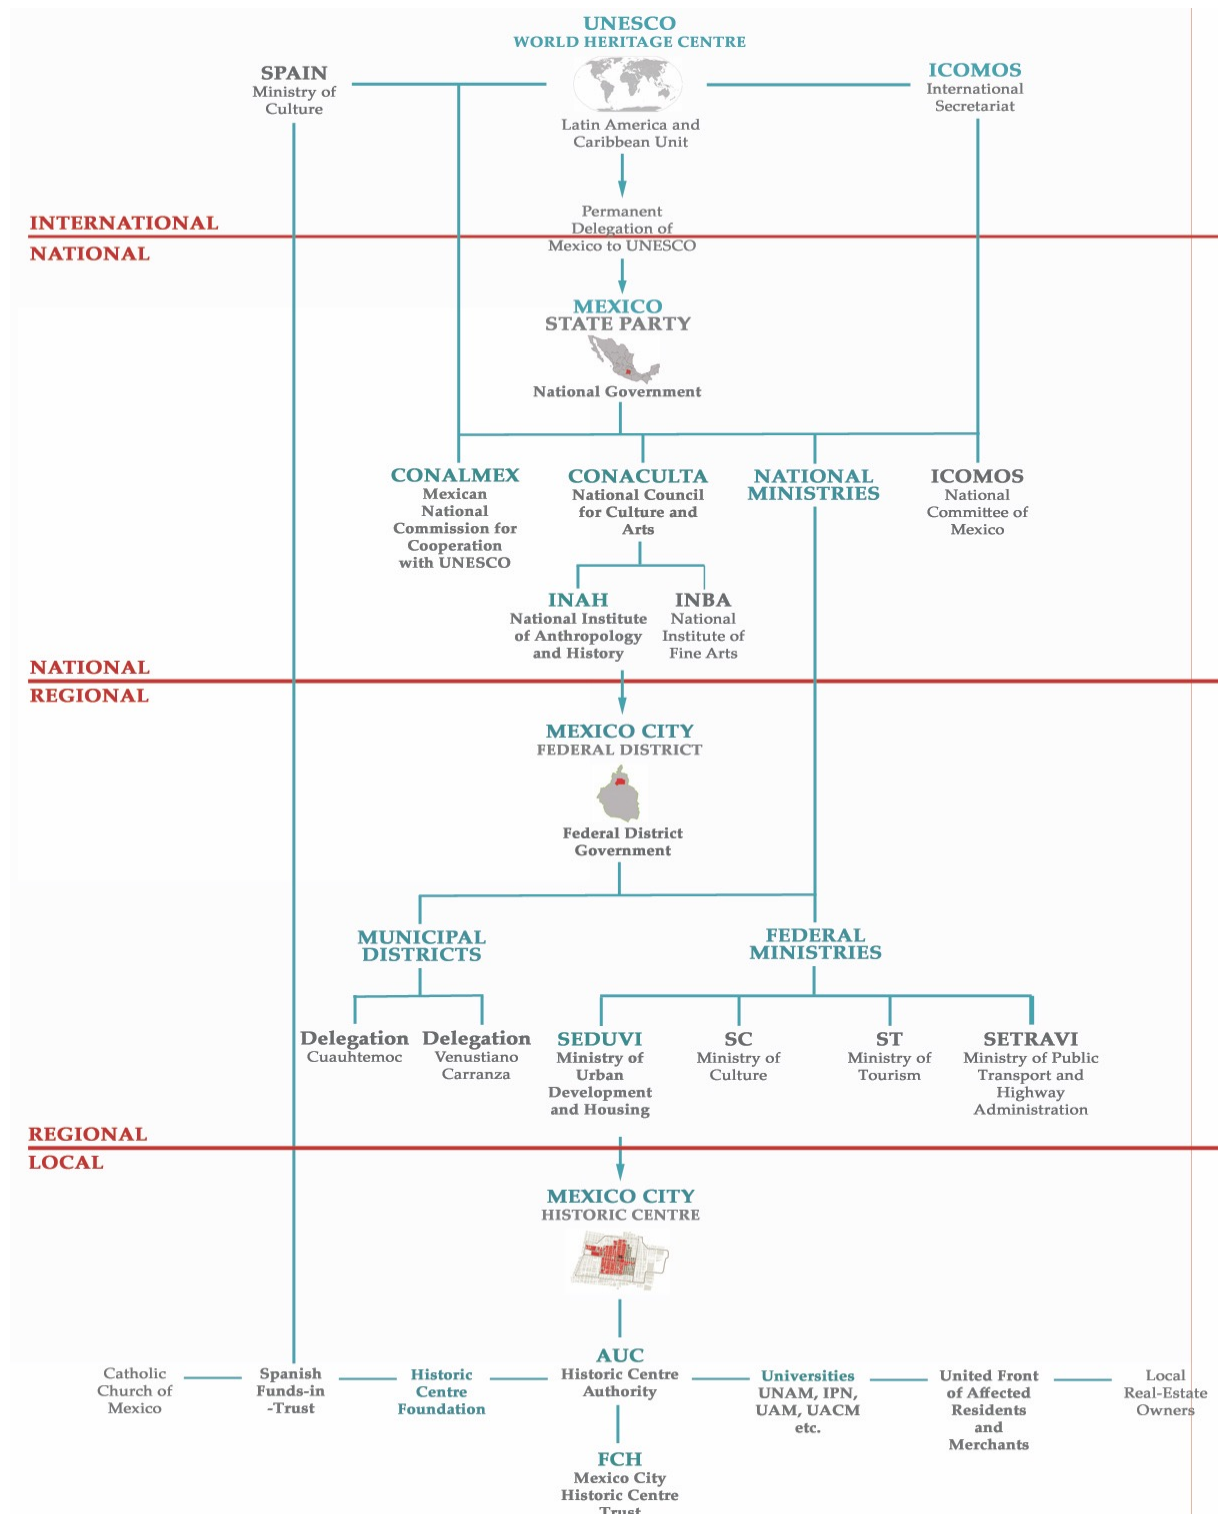 UNESCO
WORLD HERITAGE CENTRE
SPAIN
Ministry of
Culture
ICOMOS
International
Secretariat
Latin America and
Caribbean Unit
Permanent
Delegation of
Mexico to UNESCO
INTERNATIONAL
NATIONAL
MEXICO
STATE PARTY
National Government
CONALMEX
Mexican
National
Commission for
Cooperation
with UNESCO
CONACULTA
National Council
for Culture and
Arts
NATIONAL
MINISTRIES
ICOMOS
National
Committee of
Mexico
INAH
National Institute
of Anthropology
and History
INBA
National
Institute of
Fine Arts
NATIONAL
REGIONAL
MEXICO CITY
FEDERAL DISTRICT
Federal District
Government
MUNICIPAL
DISTRICTS
FEDERAL
MINISTRIES
Delegation
Cuauhtemoc
Delegation
Venustiano
Carranza
SEDUVI
Ministry of
Urban
Development
and Housing
SC
Ministry of
Culture
ST
Ministry of
Tourism
SETRAVI
Ministry of Public
Transport and
Highway
Administration
REGIONAL
LOCAL
MEXICO CITY
HISTORIC CENTRE
Catholic
Church of
Mexico
Spanish
Funds-in
-Trust
Historic
Centre
Foundation
AUC
Historic Centre
Authority
Universities
UNAM, IPN,
UAM, UACM
etc.
United Front
of Affected
Residents
and
Merchants
Local
Real-Estate
Owners
FCH
Mexico City
Historic Centre
Trust